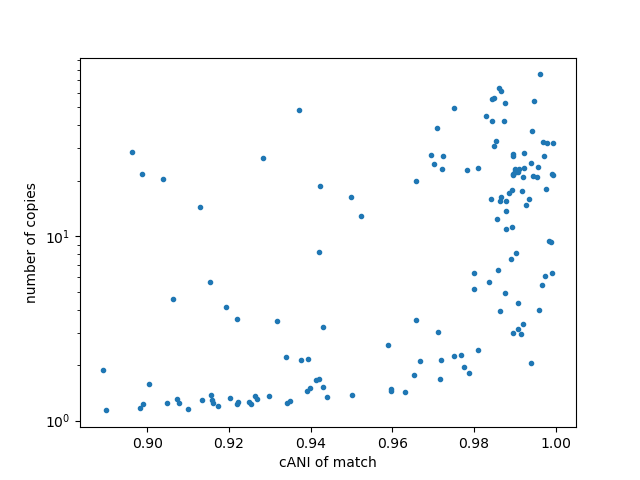 number of copies
10¹
10⁰
0.90 0.92 0.94 0.96 0.98 1.00
cANI of match